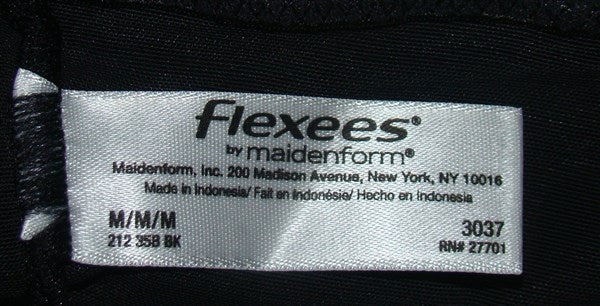 flexees®
by maidenform®
Maidenform, Inc. 200 Madison Avenue, New York, NY 10016
Made in Indonesia/ Fait en Indonésie/ Hecho en Indonesia
M/M/M 3037
212 35B BK RN# 27701